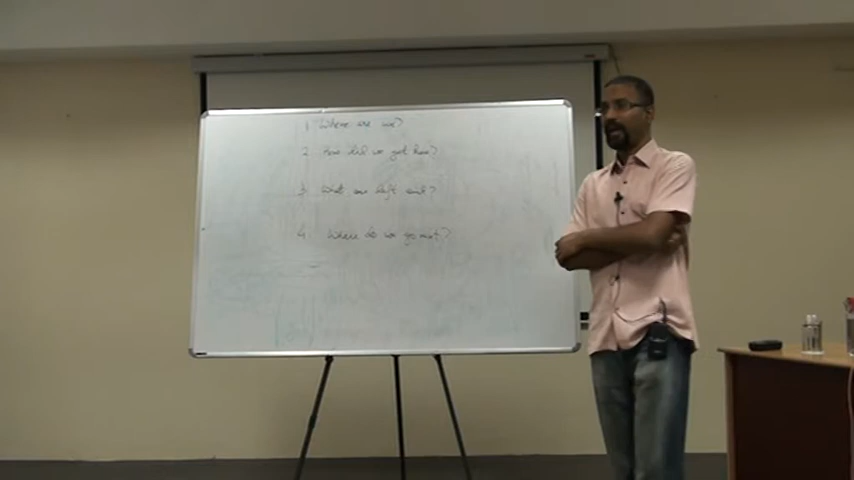 1 Where are we?
2 How did we get here?
3 What are left said?
4 Where do we go next?